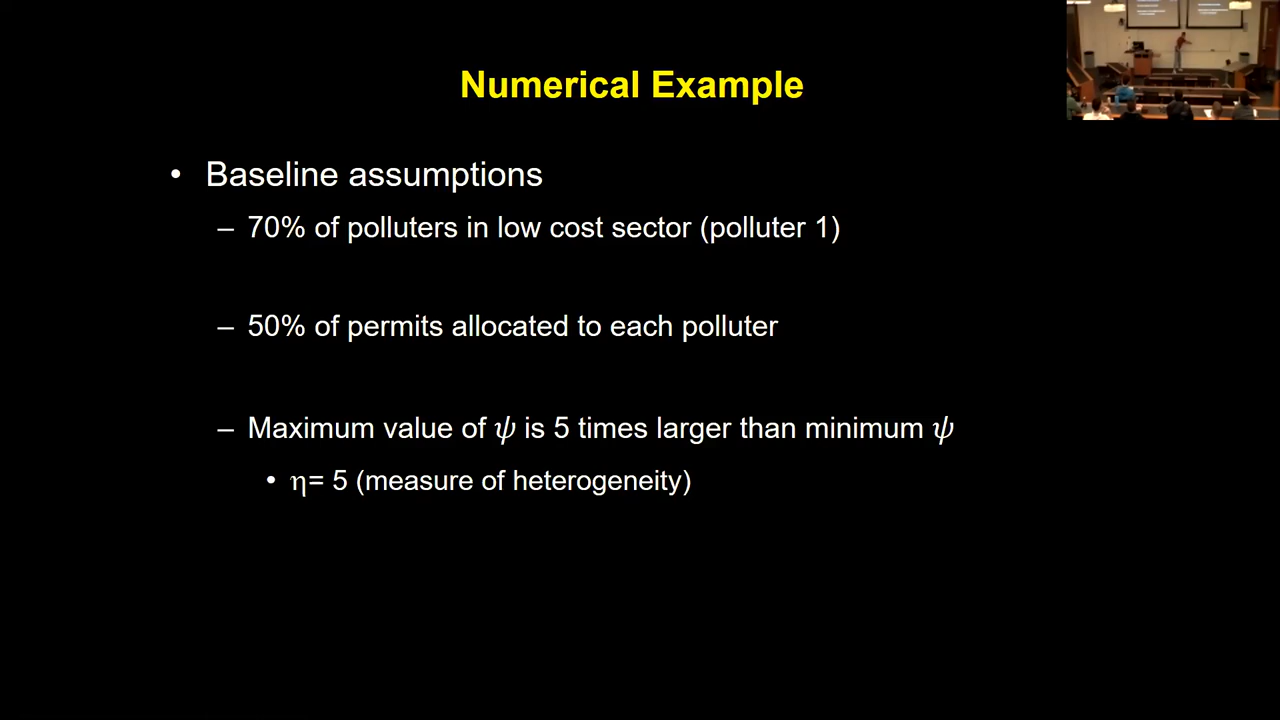 Numerical Example
• Baseline assumptions
– 70% of polluters in low cost sector (polluter 1)
– 50% of permits allocated to each polluter
– Maximum value of ψ is 5 times larger than minimum ψ
• η= 5 (measure of heterogeneity)